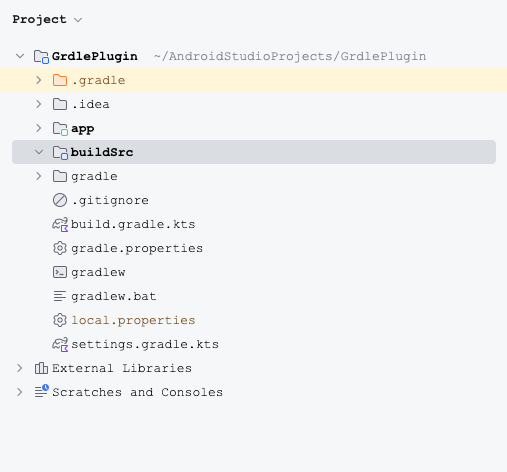 Project
GrdlePlugin ~/AndroidStudioProjects/GrdlePlugin
.gradle
.idea
app
buildSrc
gradle
.gitignore
build.gradle.kts
gradle.properties
gradlew
gradlew.bat
local.properties
settings.gradle.kts
External Libraries
Scratches and Consoles